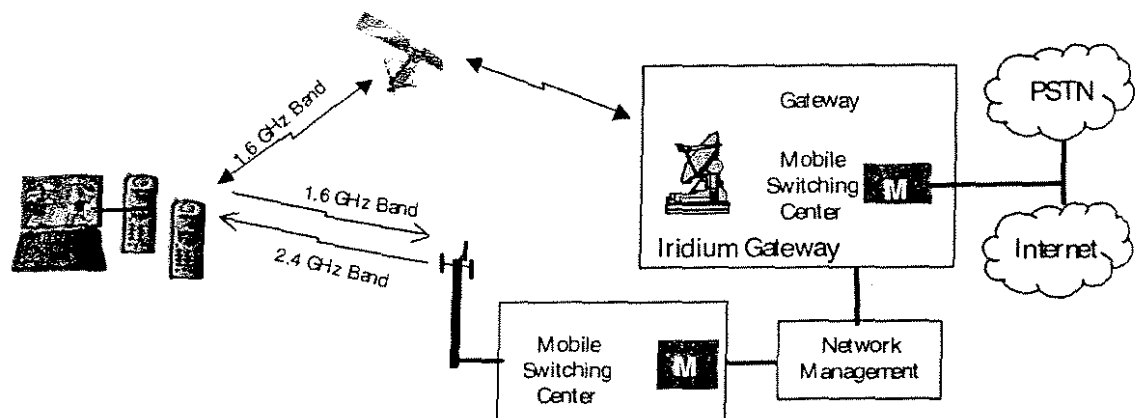 1.6 GHz Band
1.6 GHz Band
2.4 GHz Band
Gateway
Mobile
Switching
Center
M
Iridium Gateway
PSTN
Internet
Mobile
Switching
Center
M
Network
Management